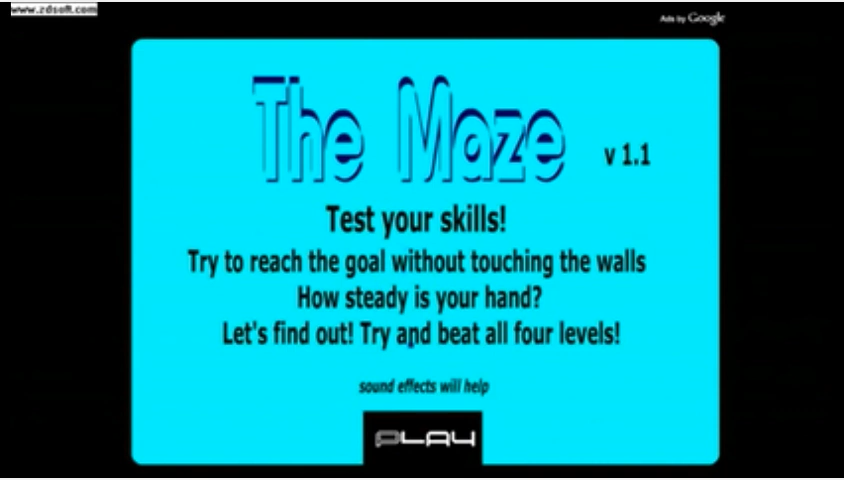 www.zdsoft.com
Ads by Google
The Maze
v 1.1
Test your skills!
Try to reach the goal without touching the walls
How steady is your hand?
Let's find out! Try and beat all four levels!
sound effects will help
PLAY